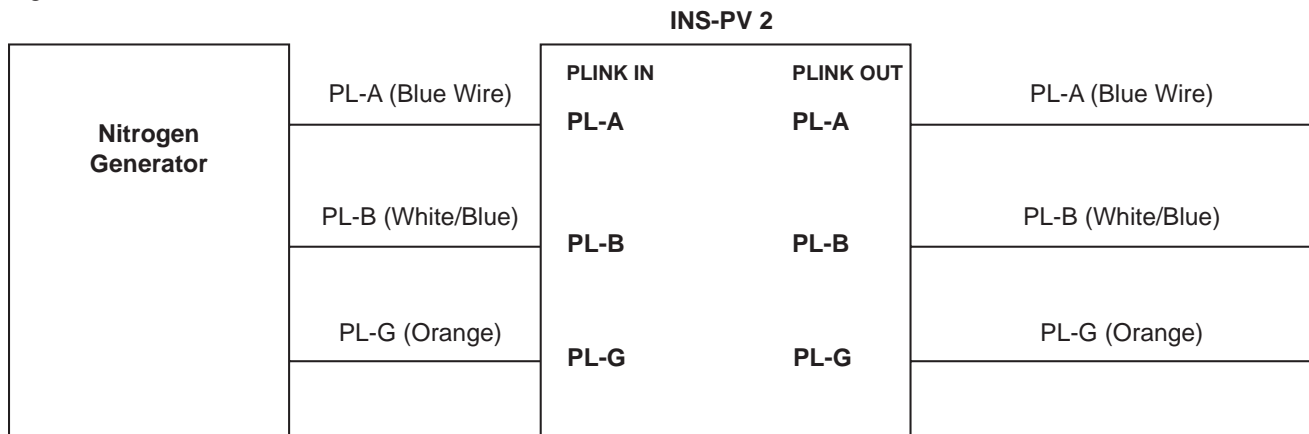 INS-PV 2
PLINK IN PLINK OUT
PL-A (Blue Wire) PL-A (Blue Wire)
PL-A PL-A
Nitrogen
Generator
PL-B (White/Blue) PL-B (White/Blue)
PL-B PL-B
PL-G (Orange) PL-G (Orange)
PL-G PL-G